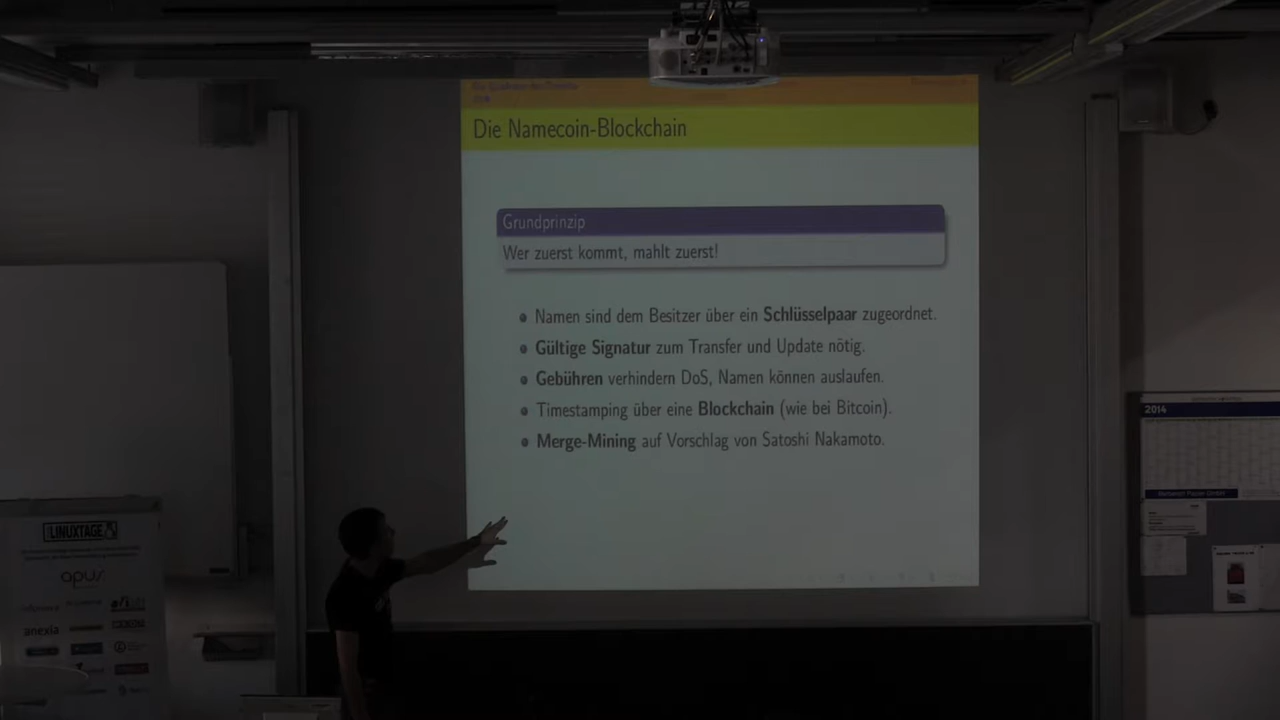 Die Namecoin-Blockchain
Grundprinzip
Wer zuerst kommt, mahlt zuerst!
Namen sind dem Besitzer über ein Schlüsselpaar zugeordnet.
Gültige Signatur zum Transfer und Update nötig.
Gebühren verhindern DoS, Namen können auslaufen.
Timestamping über eine Blockchain (wie bei Bitcoin).
Merge-Mining auf Vorschlag von Satoshi Nakamoto.
2014
LINUXTAGE
apus
anexia